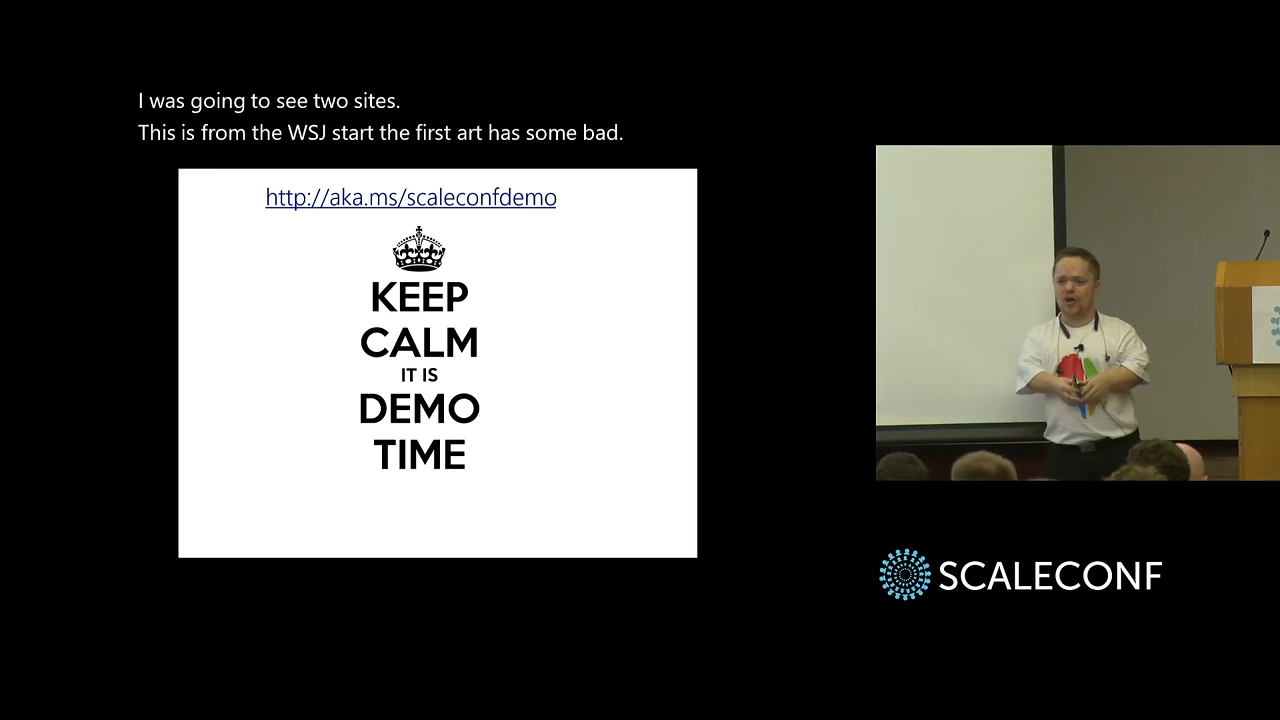 I was going to see two sites.
This is from the WSJ start the first art has some bad.
http://aka.ms/scaleconfdemo
KEEP
CALM
IT IS
DEMO
TIME
SCALECONF